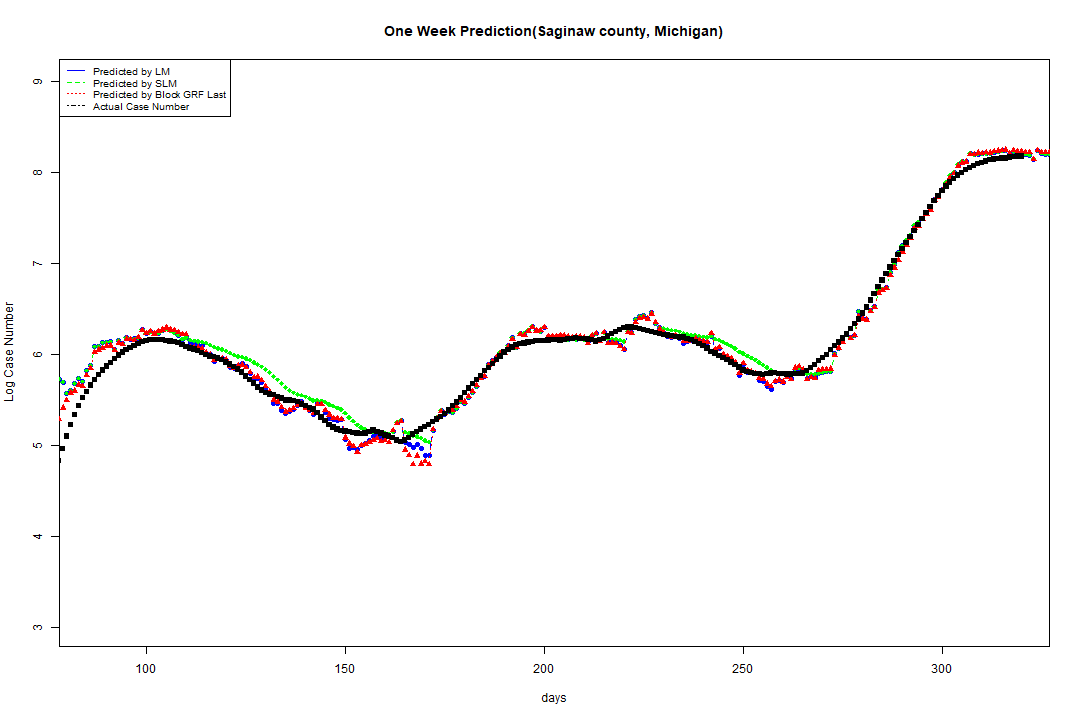 One Week Prediction(Saginaw county, Michigan)
Predicted by LM
Predicted by SLM
Predicted by Block GRF Last
Actual Case Number
Log Case Number
9
8
7
6
5
4
3
100 150 200 250 300
days